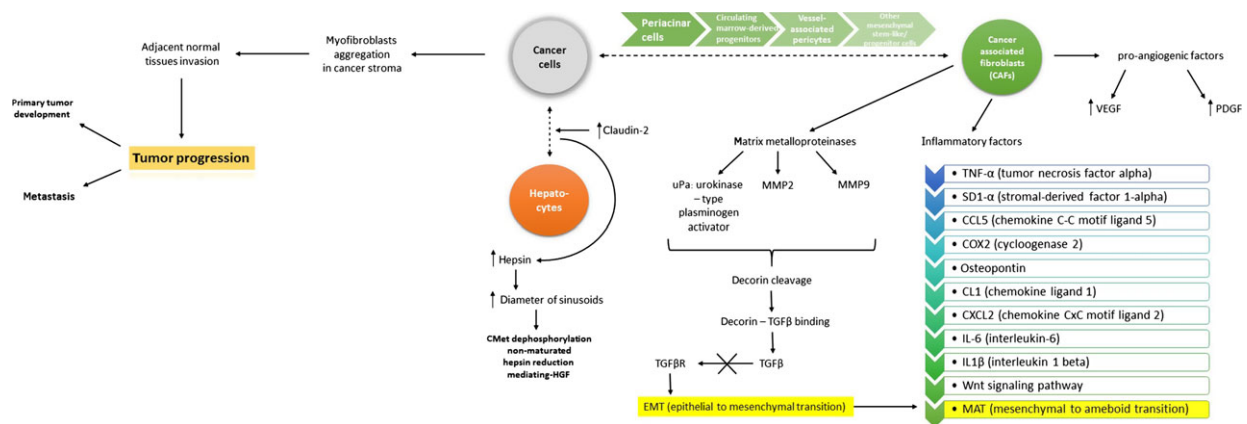 Periacinar
cells
Circulating
marrow-derived
progenitors
Vessel-
associated
pericytes
Other
mesenchymal
stem-like/
progenitor cells
Adjacent normal
tissues invasion
Myofibroblasts
aggregation
in cancer stroma
Cancer
cells
Cancer
associated
fibroblasts
(CAFs)
pro-angiogenic factors
VEGF
PDGF
Primary tumor
development
Tumor progression
Metastasis
Claudin-2
Hepato-
cytes
Hepsin
Diameter of sinusoids
CMet dephosphorylation
non-maturated
hepsin reduction
mediating-HGF
Matrix metalloproteinases
uPa: urokinase
– type
plasminogen
activator
MMP2
MMP9
Decorin cleavage
Decorin – TGFβ binding
TGFβR
TGFβ
EMT (epithelial to mesenchymal transition)
Inflammatory factors
• TNF-α (tumor necrosis factor alpha)
• SD1-α (stromal-derived factor 1-alpha)
• CCL5 (chemokine C-C motif ligand 5)
• COX2 (cycloogenase 2)
• Osteopontin
• CL1 (chemokine ligand 1)
• CXCL2 (chemokine CxC motif ligand 2)
• IL-6 (interleukin-6)
• IL1β (interleukin 1 beta)
• Wnt signaling pathway
• MAT (mesenchymal to ameboid transition)